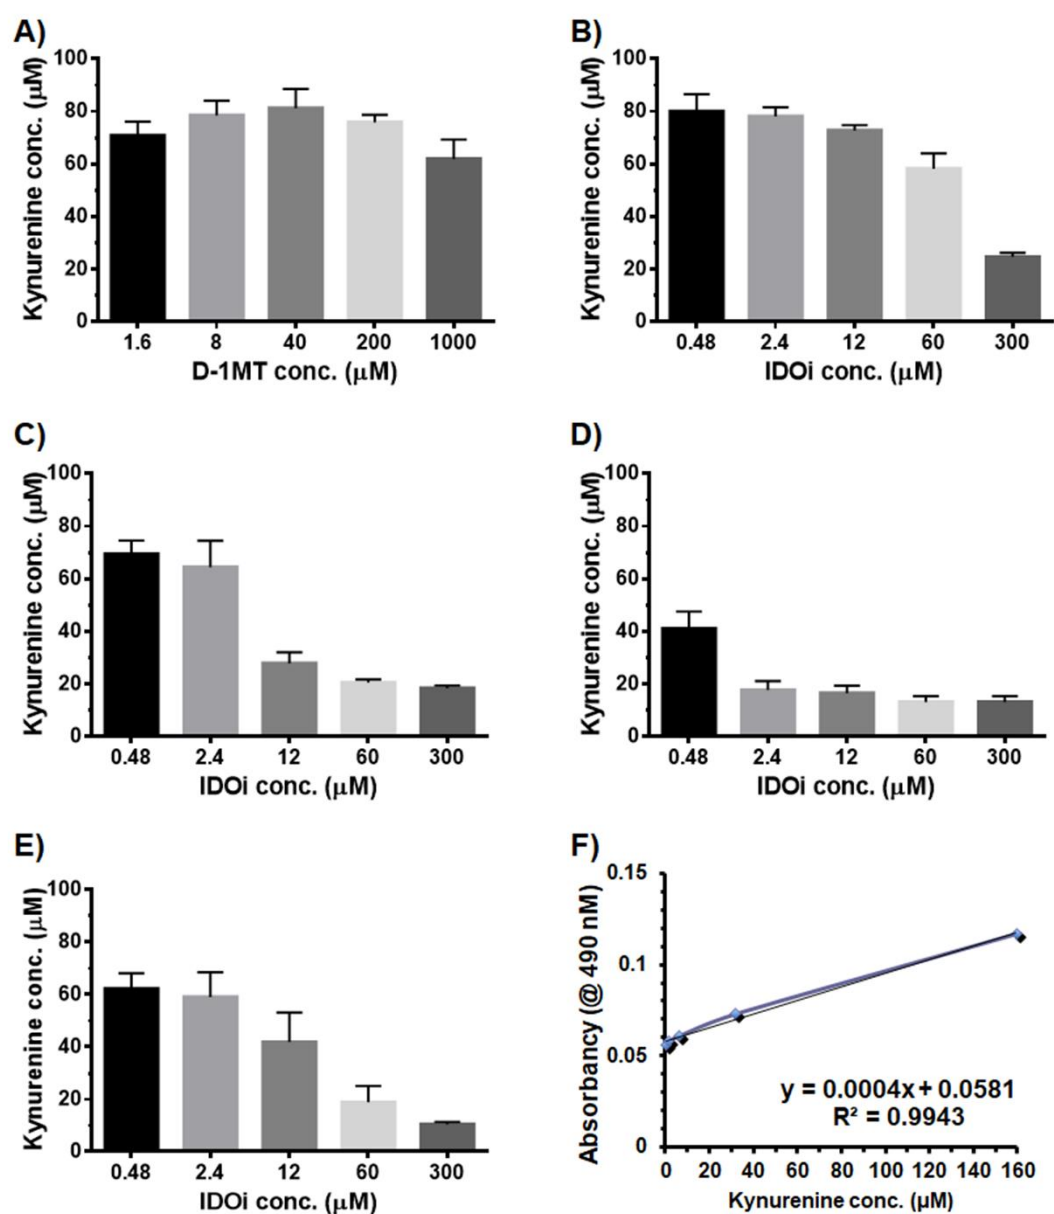 A)
B)
Kynurenine conc. (µM)
100
80
60
40
20
0
1.6 8 40 200 1000
D-1MT conc. (µM)
Kynurenine conc. (µM)
100
80
60
40
20
0
0.48 2.4 12 60 300
IDOi conc. (µM)
C)
D)
Kynurenine conc. (µM)
100
80
60
40
20
0
0.48 2.4 12 60 300
IDOi conc. (µM)
Kynurenine conc. (µM)
100
80
60
40
20
0
0.48 2.4 12 60 300
IDOi conc. (µM)
E)
F)
Kynurenine conc. (µM)
100
80
60
40
20
0
0.48 2.4 12 60 300
IDOi conc. (µM)
Absorbancy (@ 490 nM)
0.15
0.1
0.05
0
y = 0.0004x + 0.0581
R² = 0.9943
0 20 40 60 80 100 120 140 160
Kynurenine conc. (µM)